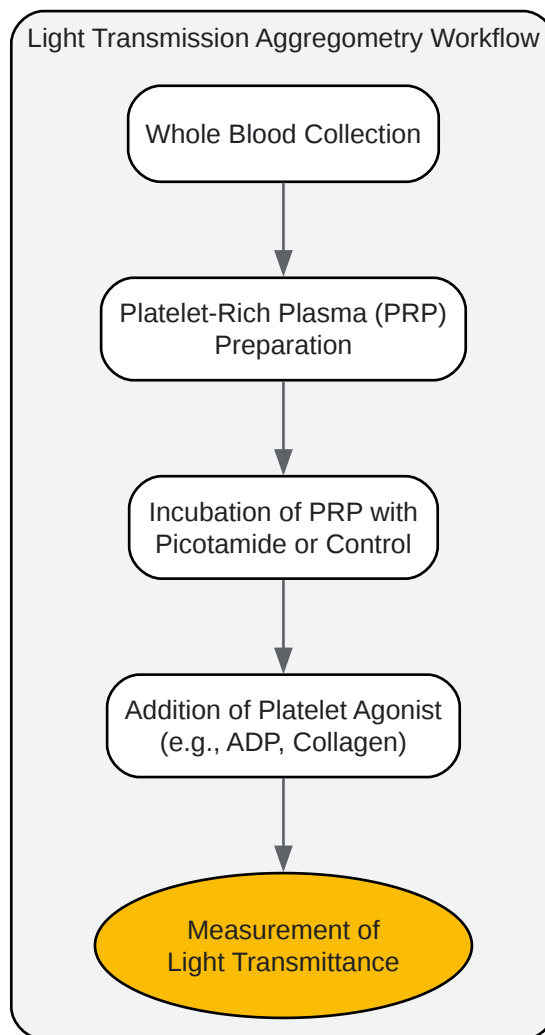 Light Transmission Aggregometry Workflow
Whole Blood Collection
Platelet-Rich Plasma (PRP)
Preparation
Incubation of PRP with
Picotamide or Control
Addition of Platelet Agonist
(e.g., ADP, Collagen)
Measurement of
Light Transmittance